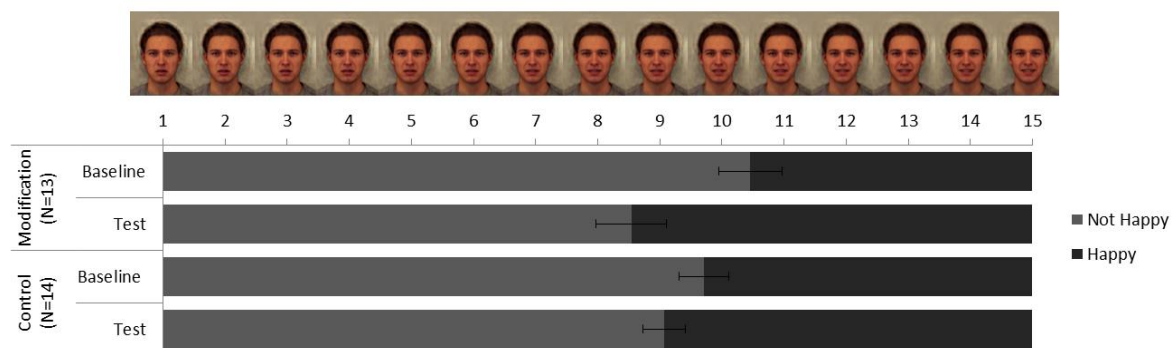 1 2 3 4 5 6 7 8 9 10 11 12 13 14 15
Modification
(N=13)
Baseline
Test
Control
(N=14)
Baseline
Test
Not Happy
Happy